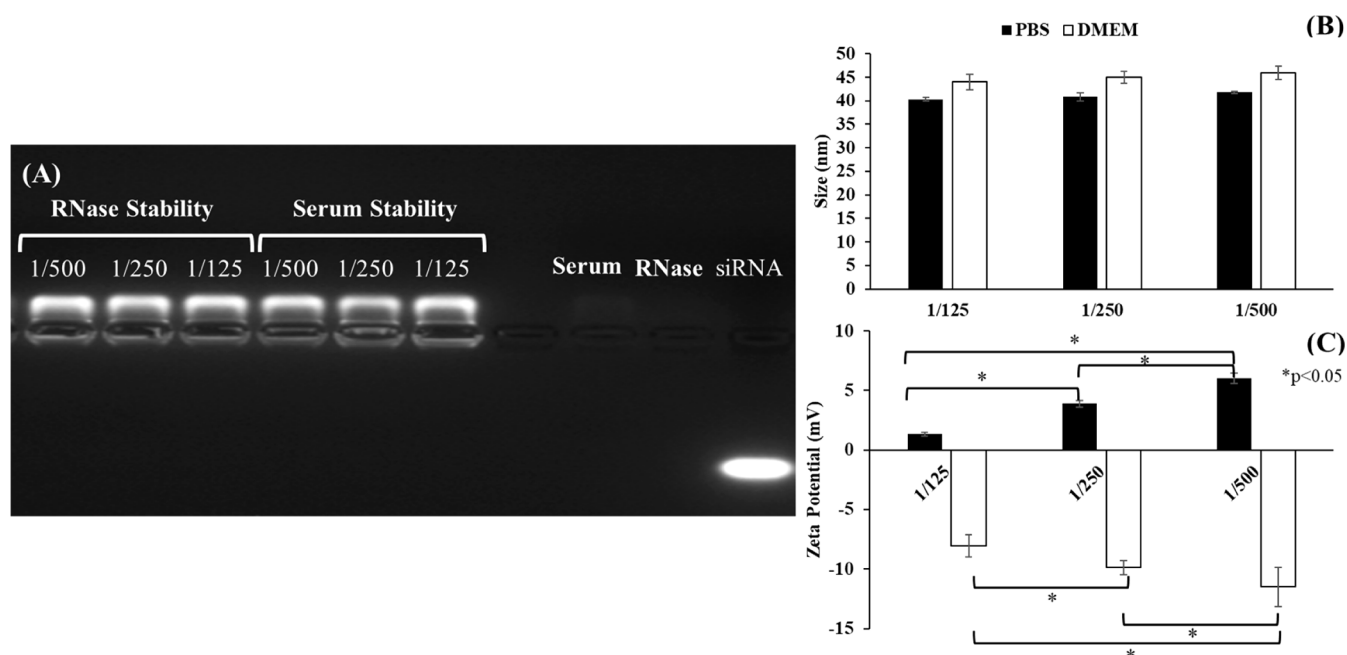 (A)
RNase Stability
Serum Stability
1/500 1/250 1/125 1/500 1/250 1/125 Serum RNase siRNA
(B)
PBS DMEM
50
45
40
35
30
25
20
15
10
5
0
Size (nm)
1/125 1/250 1/500
(C)
*p<0.05
10
5
0
-5
-10
-15
Zeta Potential (mV)
* * *
1/125 1/250 1/500
* * *